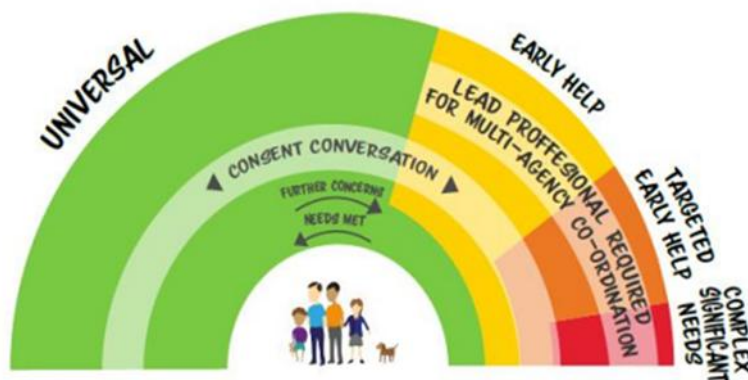 UNIVERSAL
EARLY HELP
TARGETED
EARLY HELP
COMPLEX
SIGNIFICANT
NEEDS
LEAD PROFFESIONAL REQUIRED
FOR MULTI-AGENCY CO-ORDINATION
CONSENT CONVERSATION
FURTHER CONCERNS
NEEDS MET